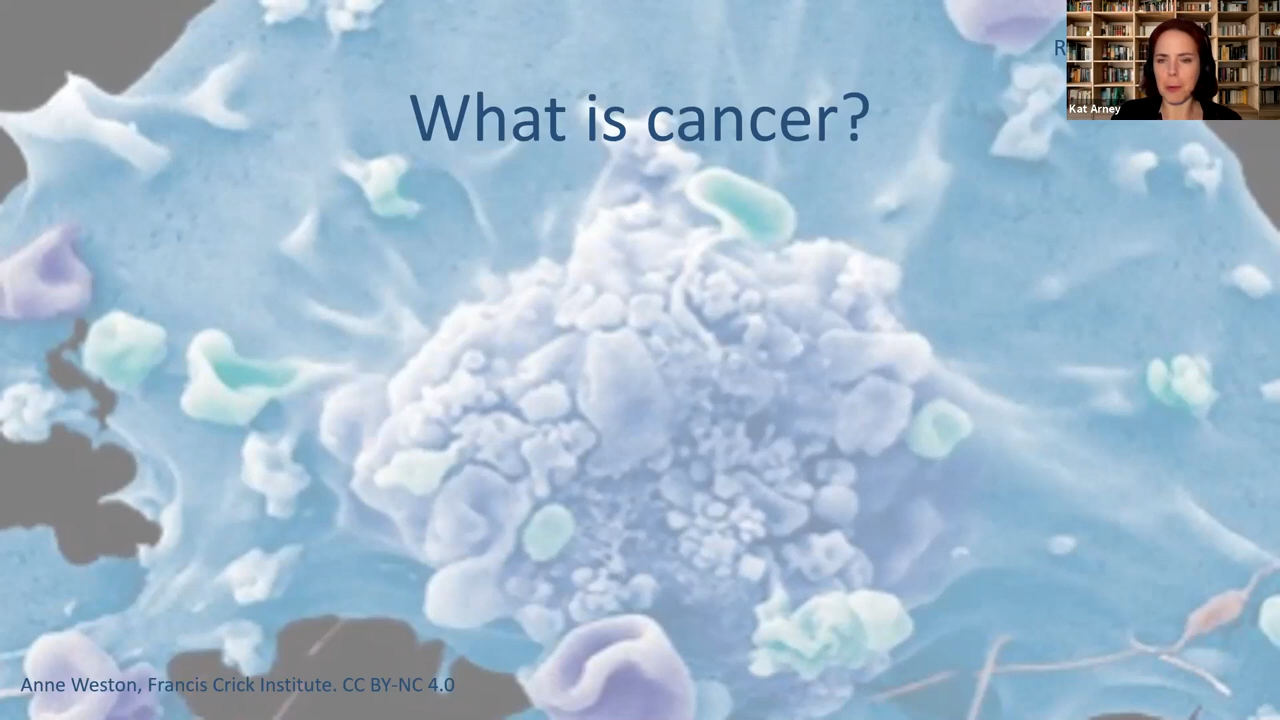 What is cancer?
Kat Arney
Anne Weston, Francis Crick Institute. CC BY-NC 4.0